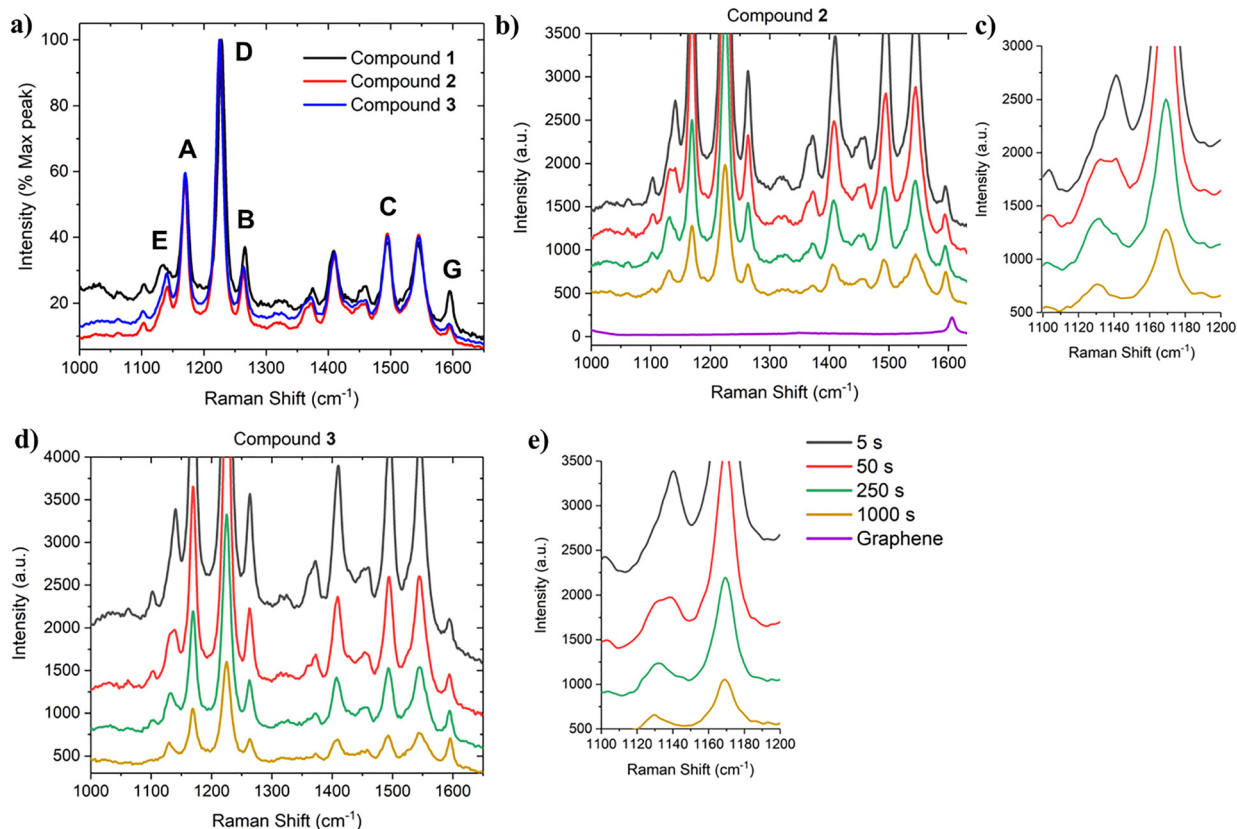 a)
100
80
60
40
20
Intensity (% Max peak)
D
A
B
C
E
G
Compound 1
Compound 2
Compound 3
1000 1100 1200 1300 1400 1500 1600
Raman Shift (cm⁻¹)
b)
Compound 2
3500
3000
2500
2000
1500
1000
500
0
Intensity (a.u.)
1000 1100 1200 1300 1400 1500 1600
Raman Shift (cm⁻¹)
c)
3000
2500
2000
1500
1000
500
Intensity (a.u.)
1100 1120 1140 1160 1180 1200
Raman Shift (cm⁻¹)
d)
Compound 3
4000
3500
3000
2500
2000
1500
1000
500
Intensity (a.u.)
1000 1100 1200 1300 1400 1500 1600
Raman Shift (cm⁻¹)
e)
3500
3000
2500
2000
1500
1000
500
Intensity (a.u.)
1100 1120 1140 1160 1180 1200
Raman Shift (cm⁻¹)
5 s
50 s
250 s
1000 s
Graphene